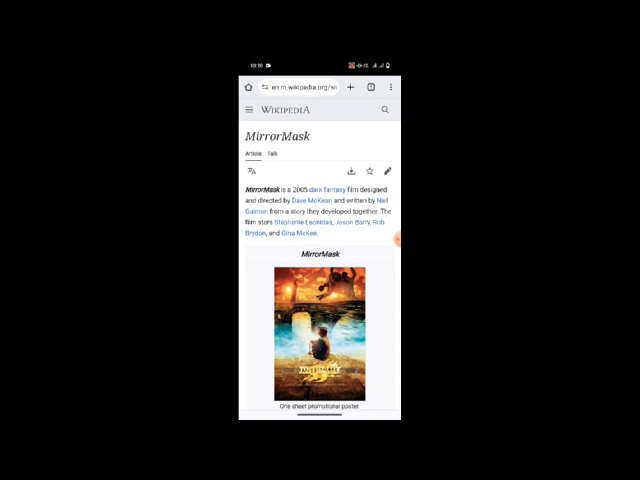 10:36
en.m.wikipedia.org/wi
WIKIPEDIA
MirrorMask
Article Talk
MirrorMask is a 2005 dark fantasy film designed
and directed by Dave McKean and written by Neil
Gaiman from a story they developed together. The
film stars Stephanie Leonidas, Jason Barry, Rob
Brydon, and Gina McKee.
MirrorMask
One sheet promotional poster.